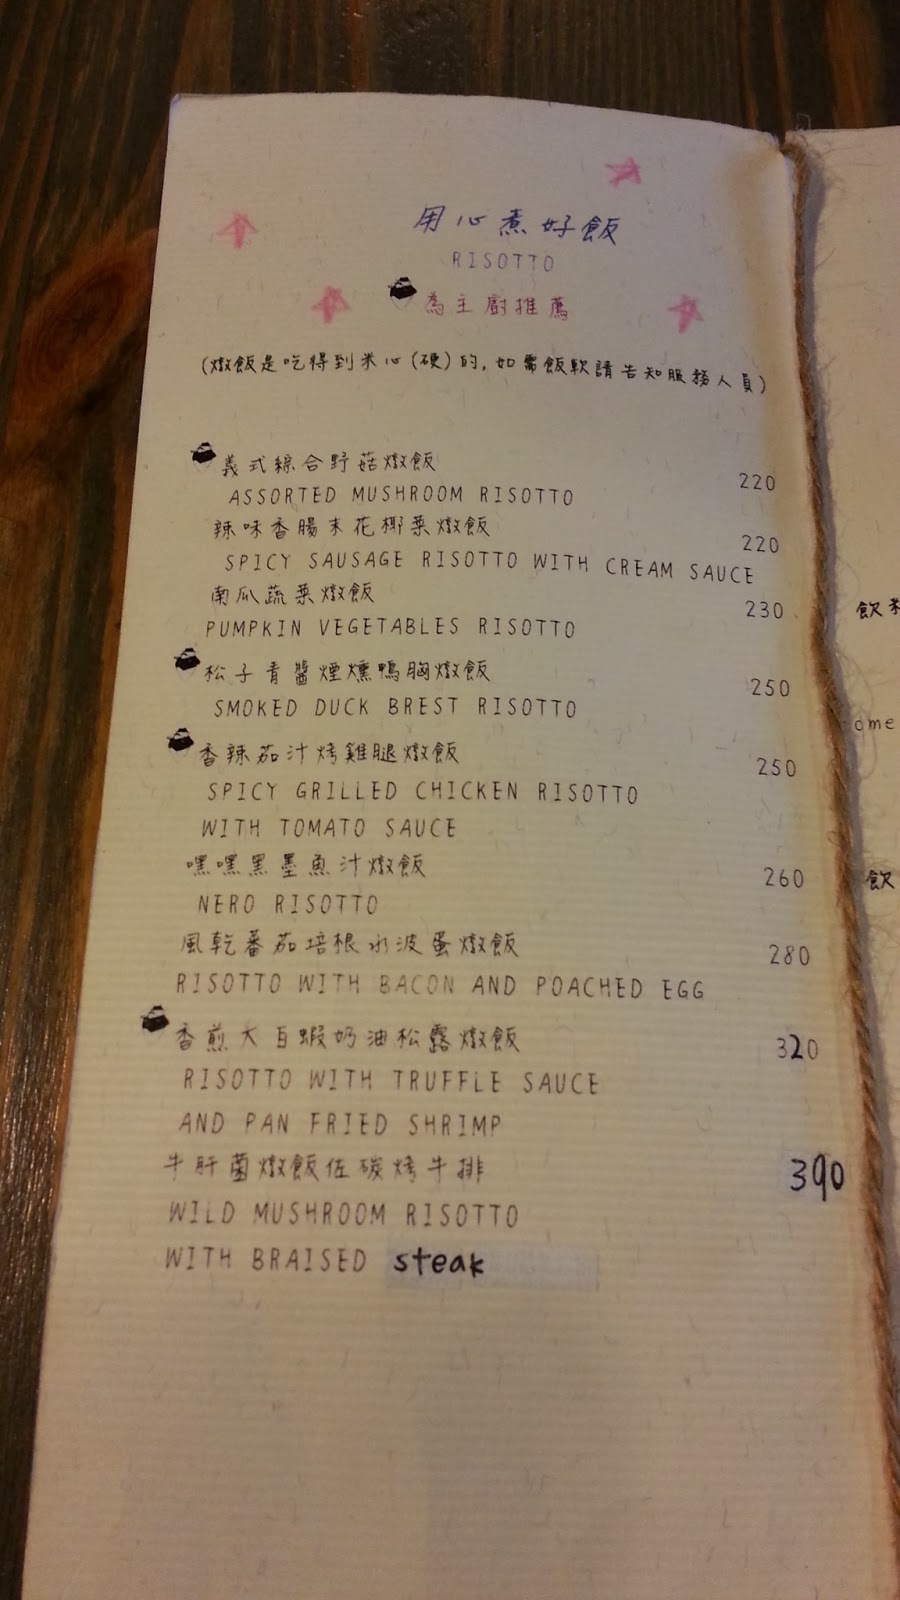 用心煮好飯
RISOTTO
為主廚推薦
(燉飯是吃得到米心(硬)的,如需飯軟請告知服務人員)
義式綜合野菇燉飯 220
ASSORTED MUSHROOM RISOTTO
辣味香腸末花椰菜燉飯 220
SPICY SAUSAGE RISOTTO WITH CREAM SAUCE
南瓜蔬菜燉飯 230
PUMPKIN VEGETABLES RISOTTO
松子青醬煙燻鴨胸燉飯 250
SMOKED DUCK BREST RISOTTO
香辣茄汁烤雞腿燉飯 250
SPICY GRILLED CHICKEN RISOTTO
WITH TOMATO SAUCE
嘿嘿黑墨魚汁燉飯 260
NERO RISOTTO
風乾蕃茄培根水波蛋燉飯 280
RISOTTO WITH BACON AND POACHED EGG
香煎大白蝦奶油松露燉飯 320
RISOTTO WITH TRUFFLE SAUCE
AND PAN FRIED SHRIMP
牛肝菌燉飯佐碳烤牛排 390
WILD MUSHROOM RISOTTO
WITH BRAISED steak
飲
ome
飲